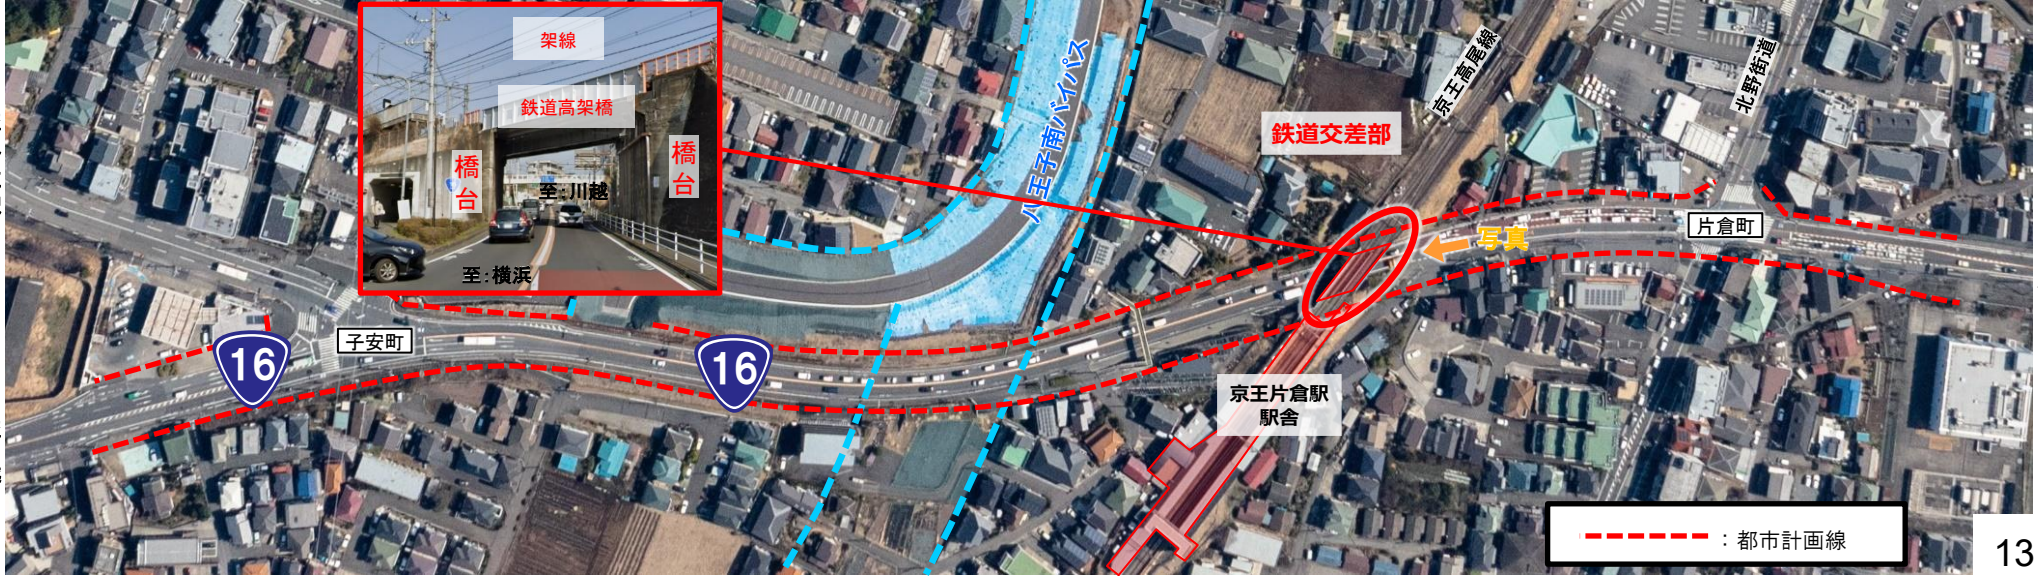 架線
鉄道高架橋
橋台
橋台
至:川越
至:横浜
八王子南バイパス
京王高尾線
北野街道
鉄道交差部
写真
片倉町
子安町
16
16
京王片倉駅
駅舎
：都市計画線
13